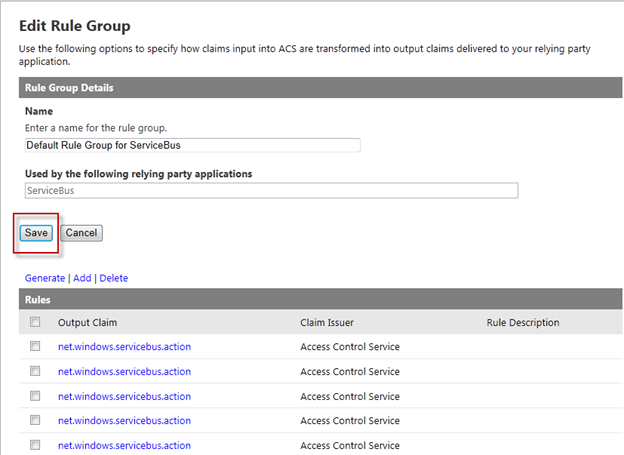 Edit Rule Group
Use the following options to specify how claims input into ACS are transformed into output claims delivered to your relying party
application.
Rule Group Details
Name
Enter a name for the rule group.
Default Rule Group for ServiceBus
Used by the following relying party applications
ServiceBus
Save Cancel
Generate | Add | Delete
Rules
Output Claim Claim Issuer Rule Description
net.windows.servicebus.action Access Control Service
net.windows.servicebus.action Access Control Service
net.windows.servicebus.action Access Control Service
net.windows.servicebus.action Access Control Service
net.windows.servicebus.action Access Control Service